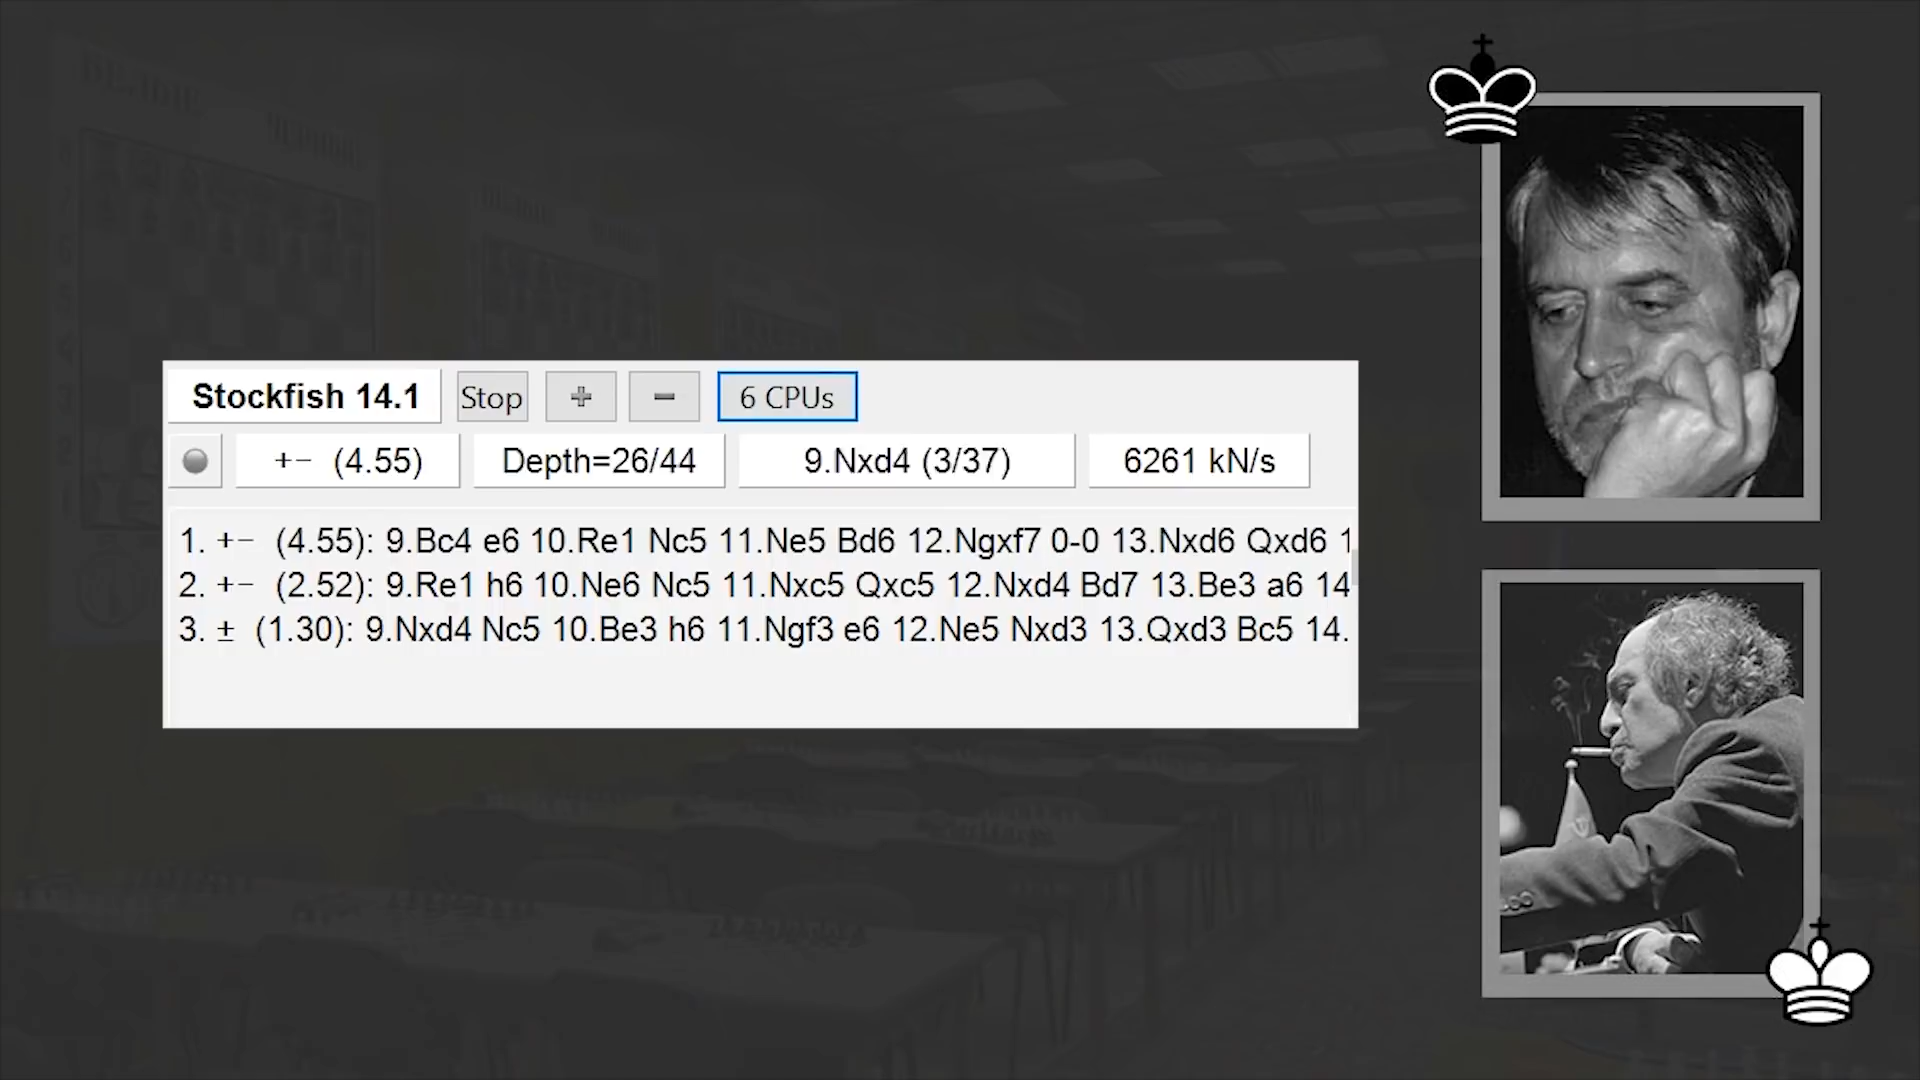 Stockfish 14.1 Stop + − 6 CPUs
+− (4.55) Depth=26/44 9.Nxd4 (3/37) 6261 kN/s
1. +− (4.55): 9.Bc4 e6 10.Re1 Nc5 11.Ne5 Bd6 12.Ngxf7 0-0 13.Nxd6 Qxd6 1
2. +− (2.52): 9.Re1 h6 10.Ne6 Nc5 11.Nxc5 Qxc5 12.Nxd4 Bd7 13.Be3 a6 14
3. ± (1.30): 9.Nxd4 Nc5 10.Be3 h6 11.Ngf3 e6 12.Ne5 Nxd3 13.Qxd3 Bc5 14.